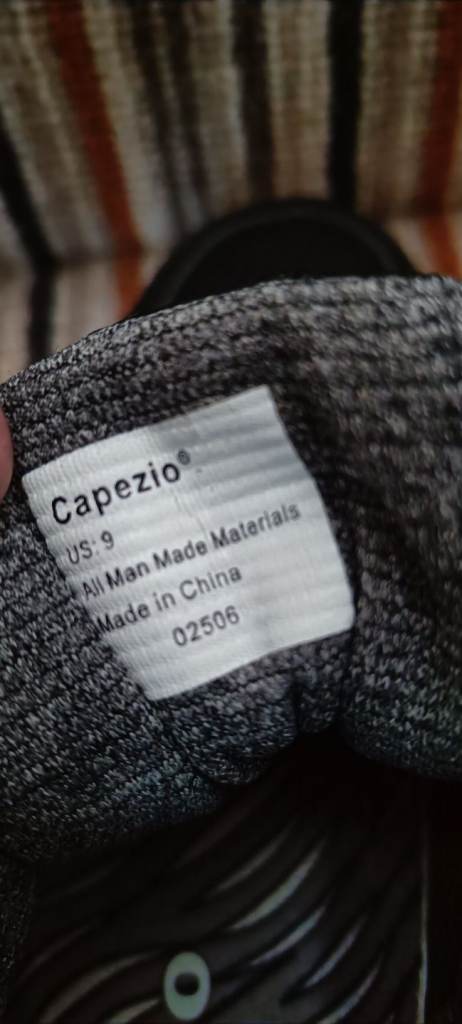 Capezio®
US: 9
All Man Made Materials
Made in China
02506